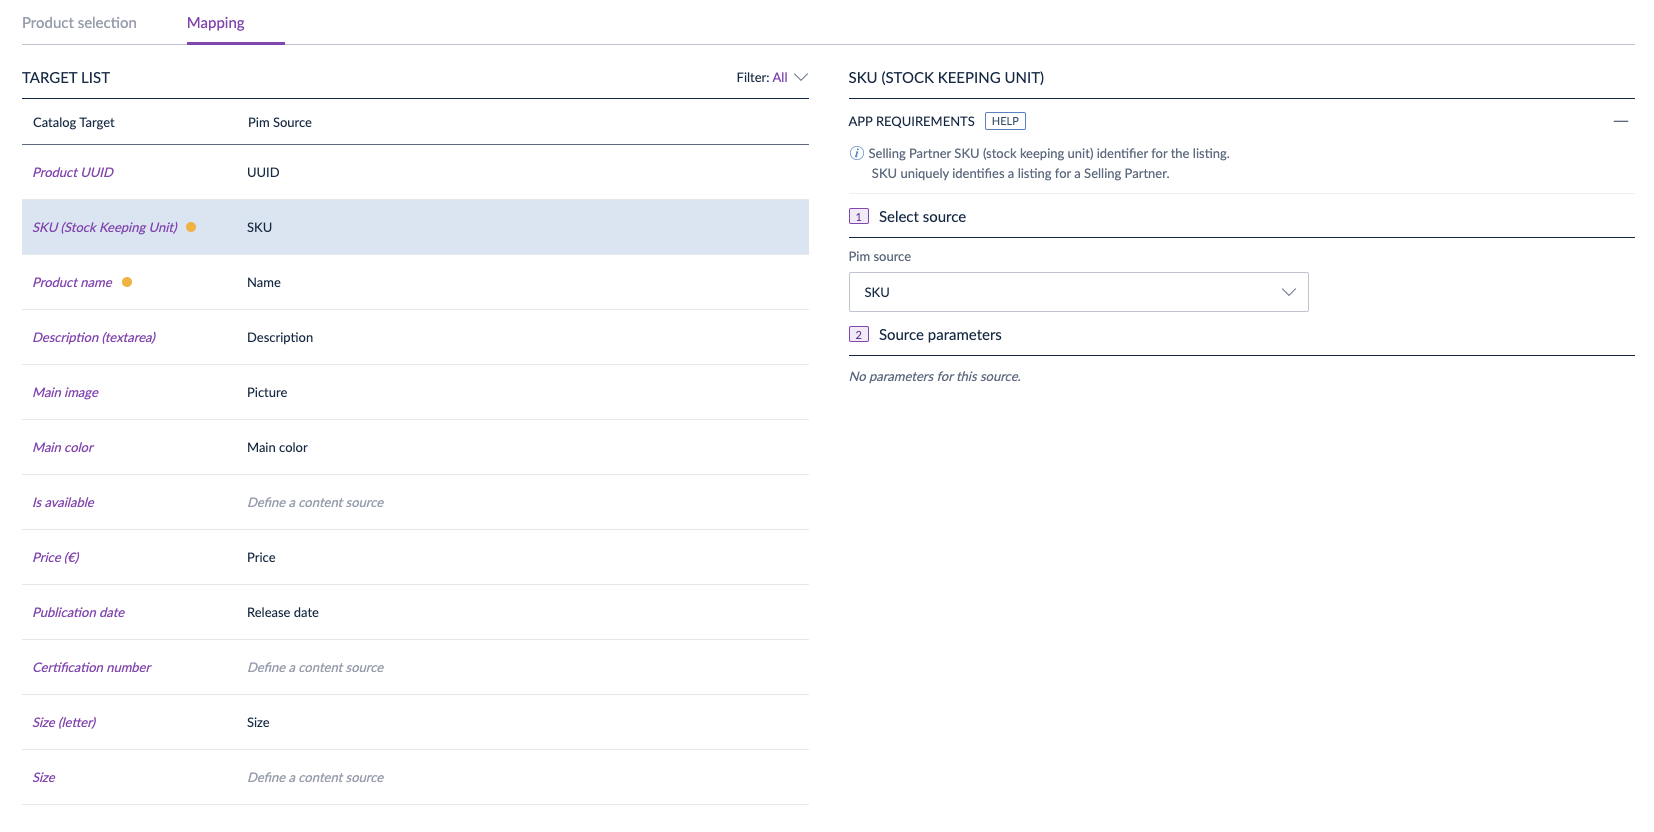 Product selection
Mapping
TARGET LIST
Filter: All
Catalog Target
Pim Source
Product UUID
UUID
SKU (Stock Keeping Unit)
SKU
Product name
Name
Description (textarea)
Description
Main image
Picture
Main color
Main color
Is available
Define a content source
Price (€)
Price
Publication date
Release date
Certification number
Define a content source
Size (letter)
Size
Size
Define a content source
SKU (STOCK KEEPING UNIT)
APP REQUIREMENTS
HELP
Selling Partner SKU (stock keeping unit) identifier for the listing.
SKU uniquely identifies a listing for a Selling Partner.
1 Select source
Pim source
SKU
2 Source parameters
No parameters for this source.